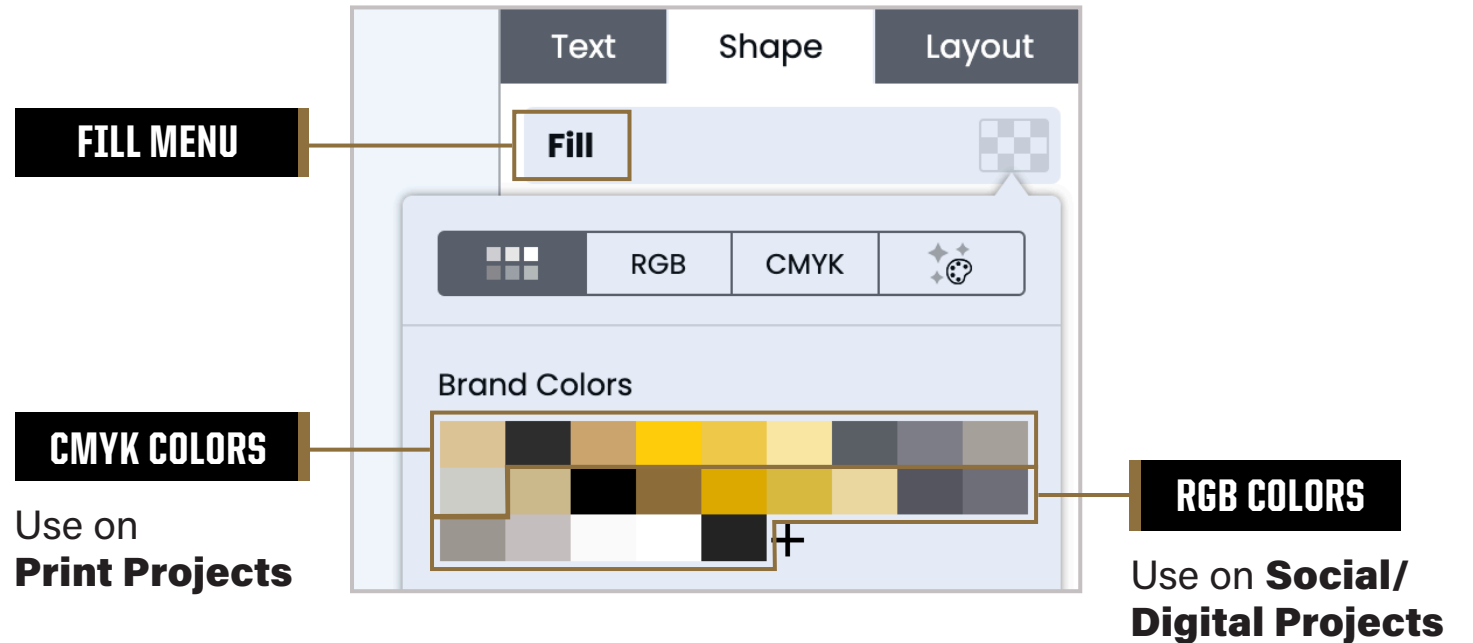 Text Shape Layout
FILL MENU
Fill
RGB CMYK
Brand Colors
CMYK COLORS
Use on
Print Projects
+
RGB COLORS
Use on Social/
Digital Projects